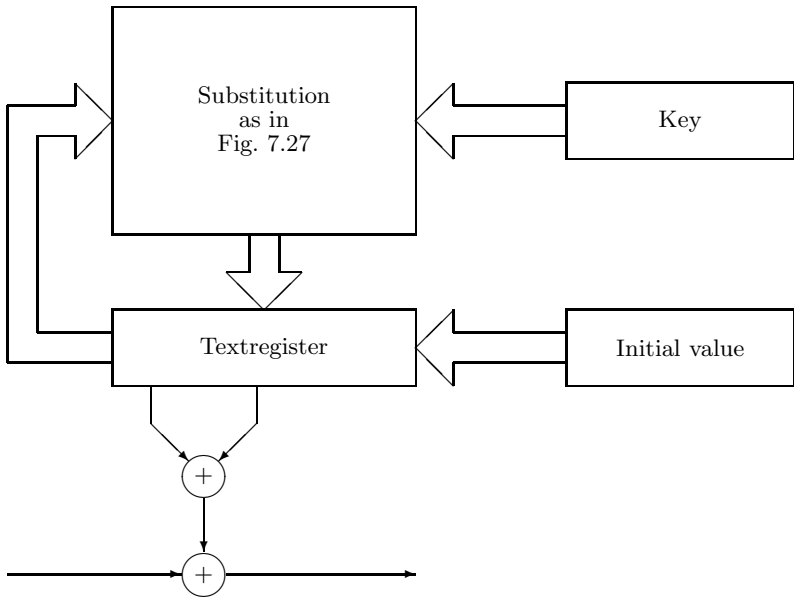 Substitution
as in
Fig. 7.27
Key
Textregister
Initial value
+
+